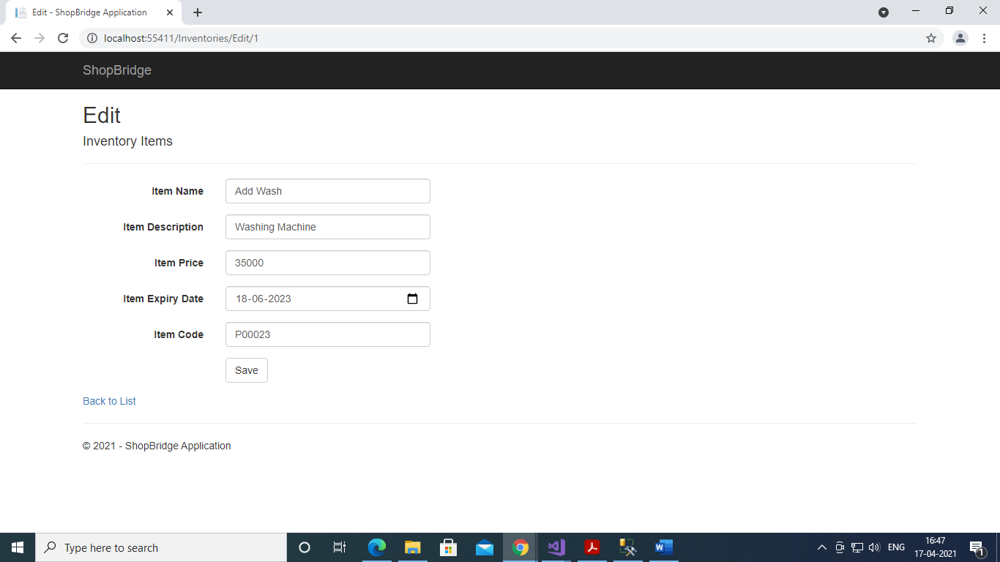 Edit - ShopBridge Application
localhost:55411/Inventories/Edit/1
ShopBridge
Edit
Inventory Items
Item Name Add Wash
Item Description Washing Machine
Item Price 35000
Item Expiry Date 18-06-2023
Item Code P00023
Save
Back to List
© 2021 - ShopBridge Application
Type here to search
ENG
16:47
17-04-2021
1